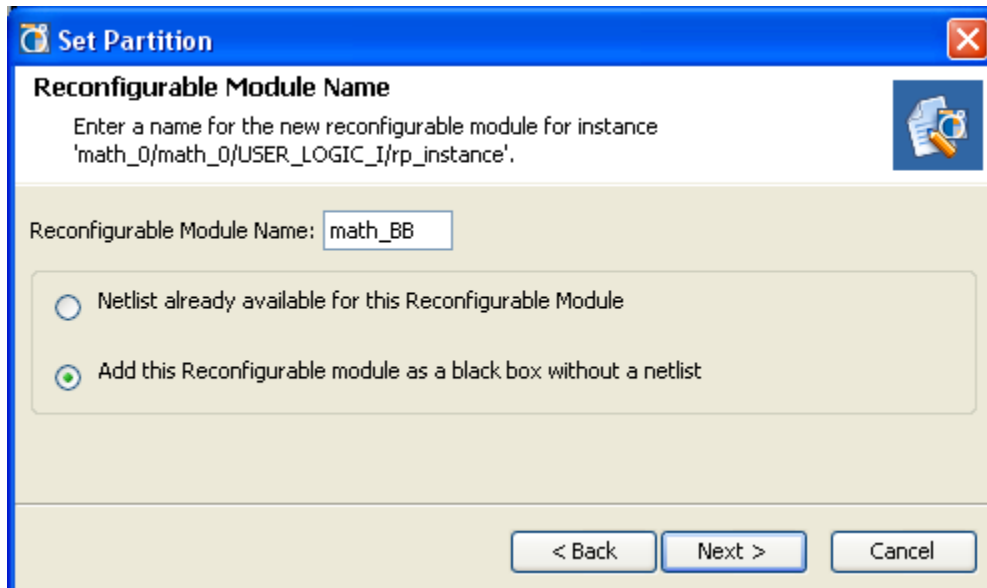 Set Partition
Reconfigurable Module Name
Enter a name for the new reconfigurable module for instance
'math_0/math_0/USER_LOGIC_I/rp_instance'.
Reconfigurable Module Name: math_BB
Netlist already available for this Reconfigurable Module
Add this Reconfigurable module as a black box without a netlist
< Back Next > Cancel